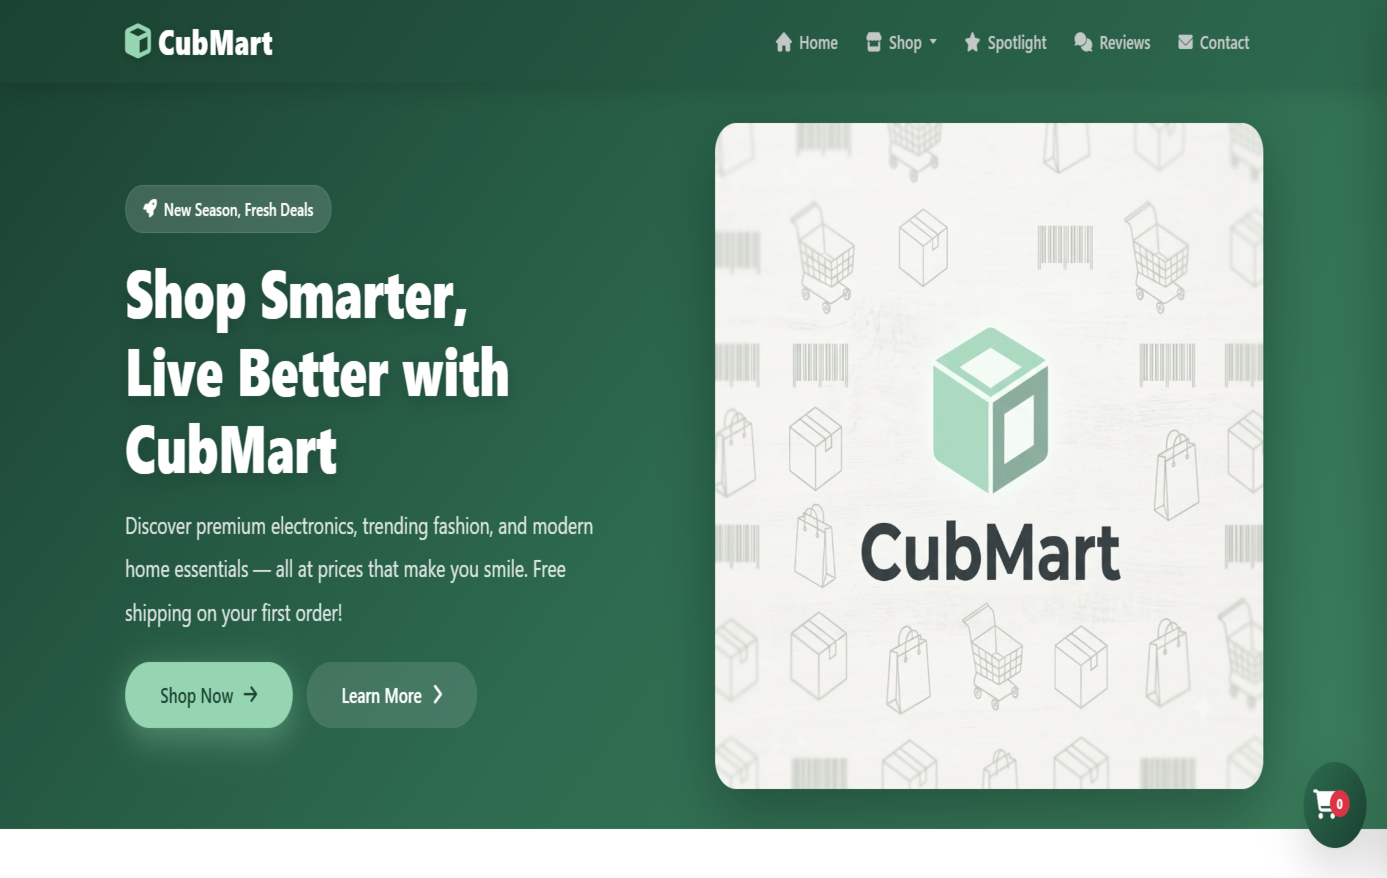 CubMart
Home
Shop
Spotlight
Reviews
Contact
New Season, Fresh Deals
Shop Smarter,
Live Better with
CubMart
Discover premium electronics, trending fashion, and modern
home essentials — all at prices that make you smile. Free
shipping on your first order!
Shop Now
Learn More
CubMart
0